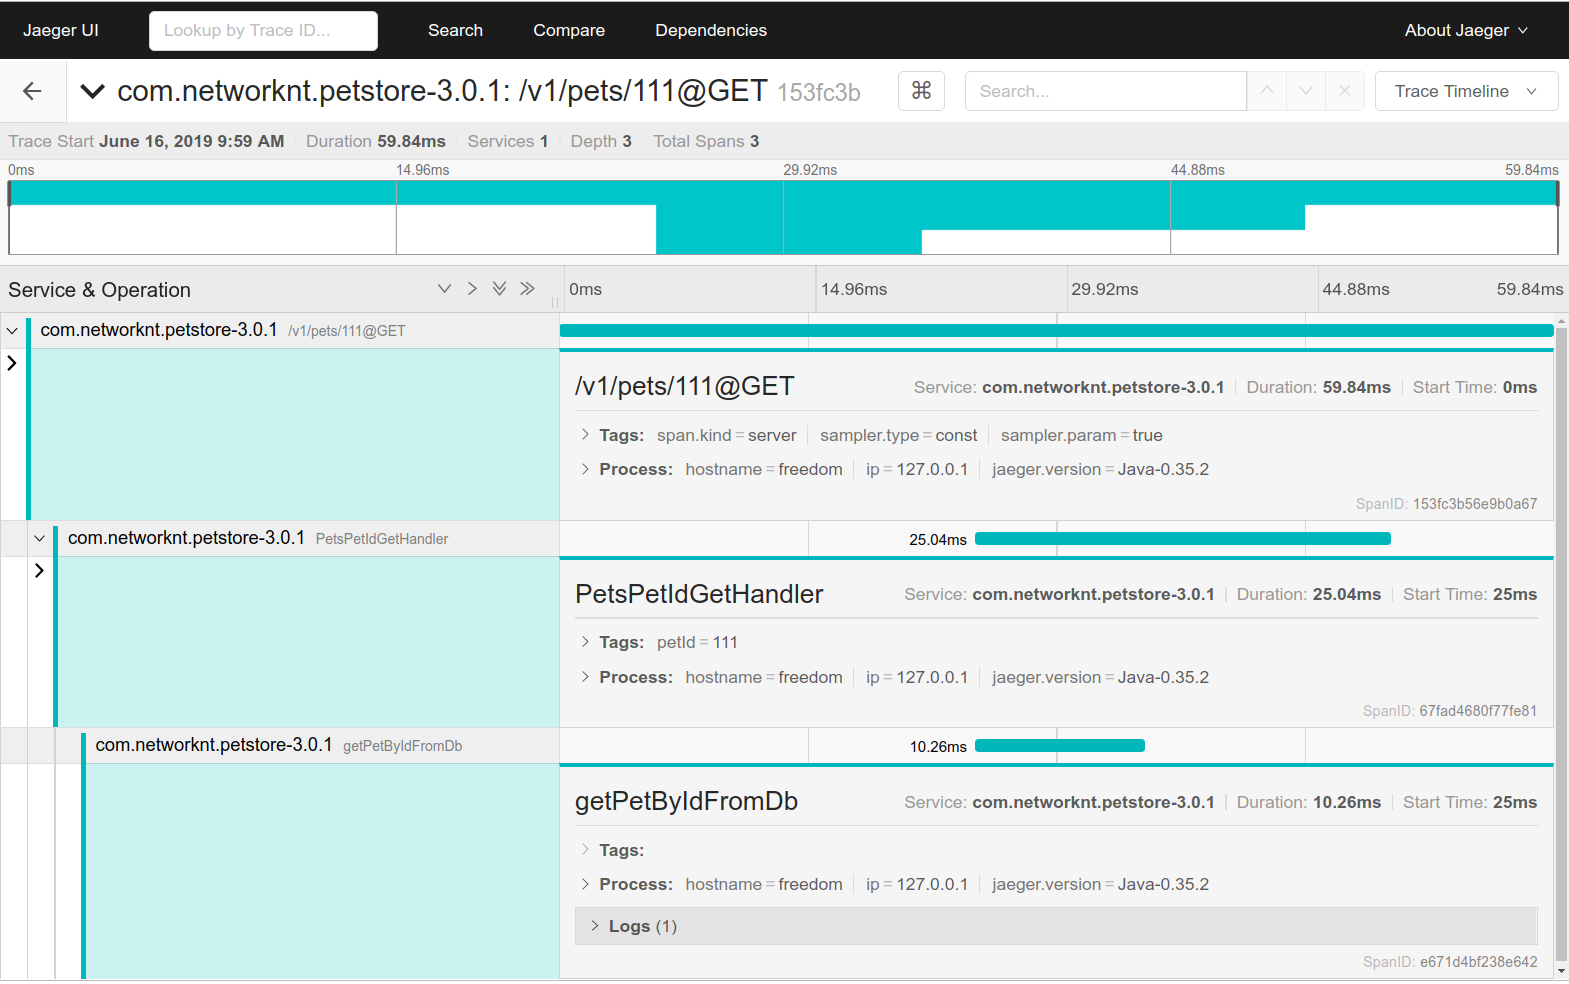 Jaeger UI Lookup by Trace ID... Search Compare Dependencies About Jaeger
com.networknt.petstore-3.0.1: /v1/pets/111@GET 153fc3b ⌘ Search... Trace Timeline
Trace Start June 16, 2019 9:59 AM Duration 59.84ms Services 1 Depth 3 Total Spans 3
0ms 14.96ms 29.92ms 44.88ms 59.84ms
Service & Operation 0ms 14.96ms 29.92ms 44.88ms 59.84ms
com.networknt.petstore-3.0.1 /v1/pets/111@GET
/v1/pets/111@GET Service: com.networknt.petstore-3.0.1 Duration: 59.84ms Start Time: 0ms
Tags: span.kind = server sampler.type = const sampler.param = true
Process: hostname = freedom ip = 127.0.0.1 jaeger.version = Java-0.35.2
SpanID: 153fc3b56e9b0a67
com.networknt.petstore-3.0.1 PetsPetIdGetHandler 25.04ms
PetsPetIdGetHandler Service: com.networknt.petstore-3.0.1 Duration: 25.04ms Start Time: 25ms
Tags: petId = 111
Process: hostname = freedom ip = 127.0.0.1 jaeger.version = Java-0.35.2
SpanID: 67fad4680f77fe81
com.networknt.petstore-3.0.1 getPetByIdFromDb 10.26ms
getPetByIdFromDb Service: com.networknt.petstore-3.0.1 Duration: 10.26ms Start Time: 25ms
Tags:
Process: hostname = freedom ip = 127.0.0.1 jaeger.version = Java-0.35.2
Logs (1)
SpanID: e671d4bf238e642